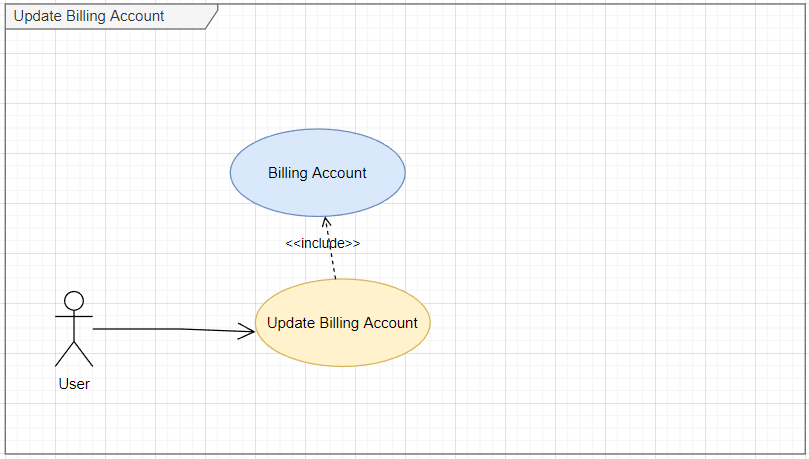 Update Billing Account
Billing Account
<<include>>
Update Billing Account
User